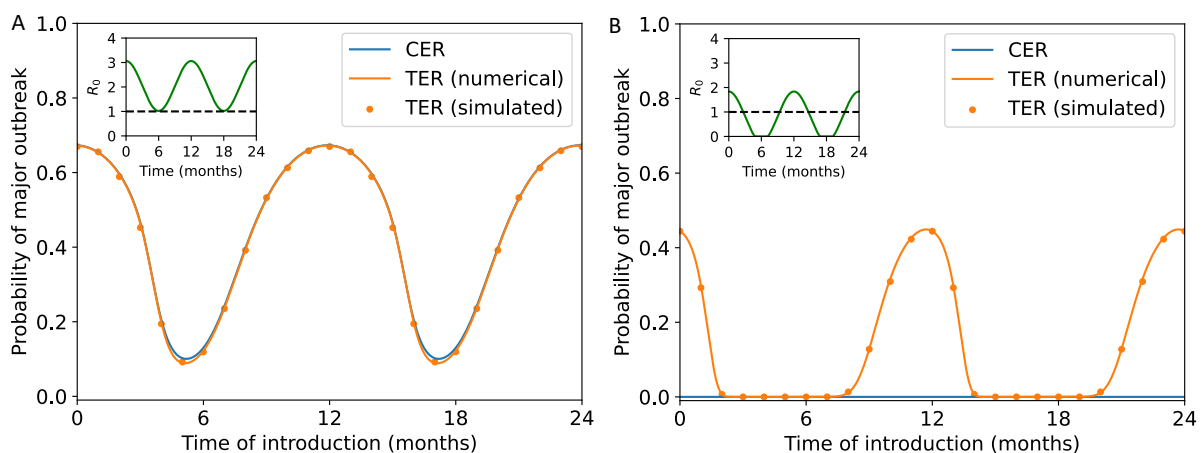 A
1.0
0.8
0.6
0.4
0.2
0.0
0
6
12
18
24
Probability of major outbreak
Time of introduction (months)
4
3
2
1
0
R0
0
6
12
18
24
Time (months)
CER
TER (numerical)
TER (simulated)
B
1.0
0.8
0.6
0.4
0.2
0.0
0
6
12
18
24
Probability of major outbreak
Time of introduction (months)
4
3
2
1
0
R0
0
6
12
18
24
Time (months)
CER
TER (numerical)
TER (simulated)